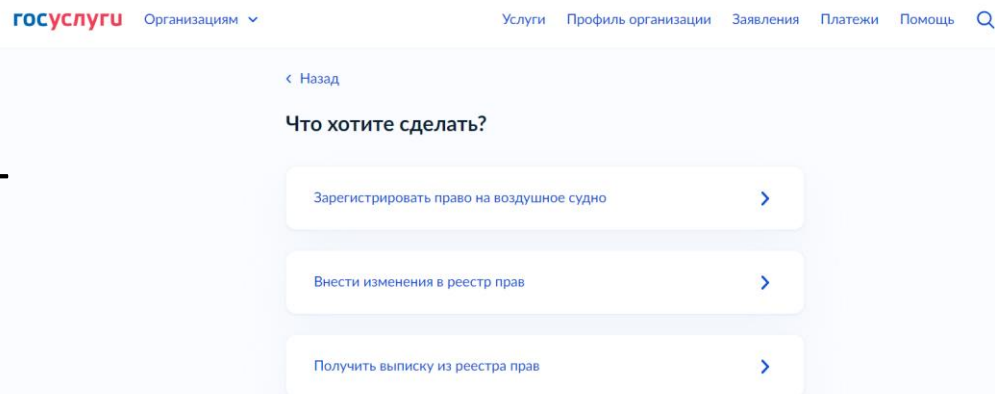 госуслуги Организациям Услуги Профиль организации Заявления Платежи Помощь
Назад
Что хотите сделать?
Зарегистрировать право на воздушное судно
Внести изменения в реестр прав
Получить выписку из реестра прав